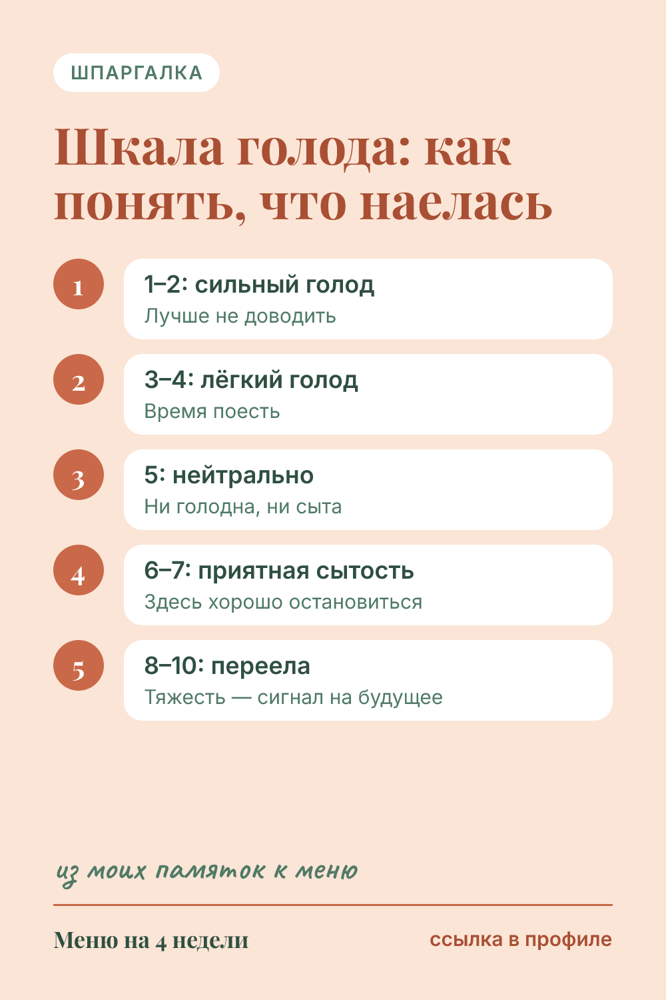 ШПАРГАЛКА
Шкала голода: как
понять, что наелась
1
1–2: сильный голод
Лучше не доводить
2
3–4: лёгкий голод
Время поесть
3
5: нейтрально
Ни голодна, ни сыта
4
6–7: приятная сытость
Здесь хорошо остановиться
5
8–10: переела
Тяжесть — сигнал на будущее
из моих памяток к меню
Меню на 4 недели
ссылка в профиле